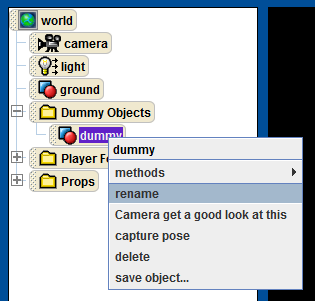 world
camera
light
ground
Dummy Objects
dummy
dummy
Player Fo
methods
Props
rename
Camera get a good look at this
capture pose
delete
save object...